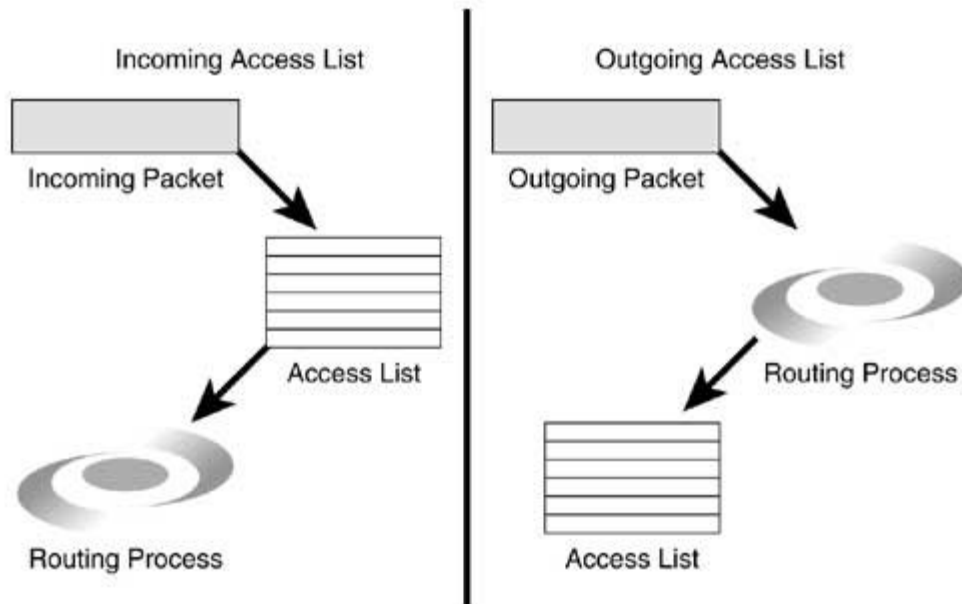 Incoming Access List
Incoming Packet
Access List
Routing Process
Outgoing Access List
Outgoing Packet
Routing Process
Access List